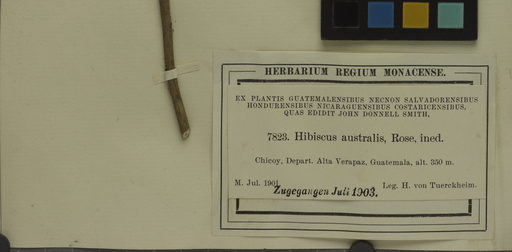 HERBARIUM REGIUM MONACENSE.
EX PLANTIS GUATEMALENSIBUS NECNON SALVADORENSIBUS
HONDURENSIBUS NICARAGUENSIBUS COSTARICENSIBUS,
QUAS EDIDIT JOHN DONNELL SMITH,
7823. Hibiscus australis, Rose, ined.
Chicoy, Depart. Alta Verapaz, Guatemala, alt. 350 m.
M. Jul. 1901. Leg. H. von Tuerckheim.
Zugegangen Juli 1903.